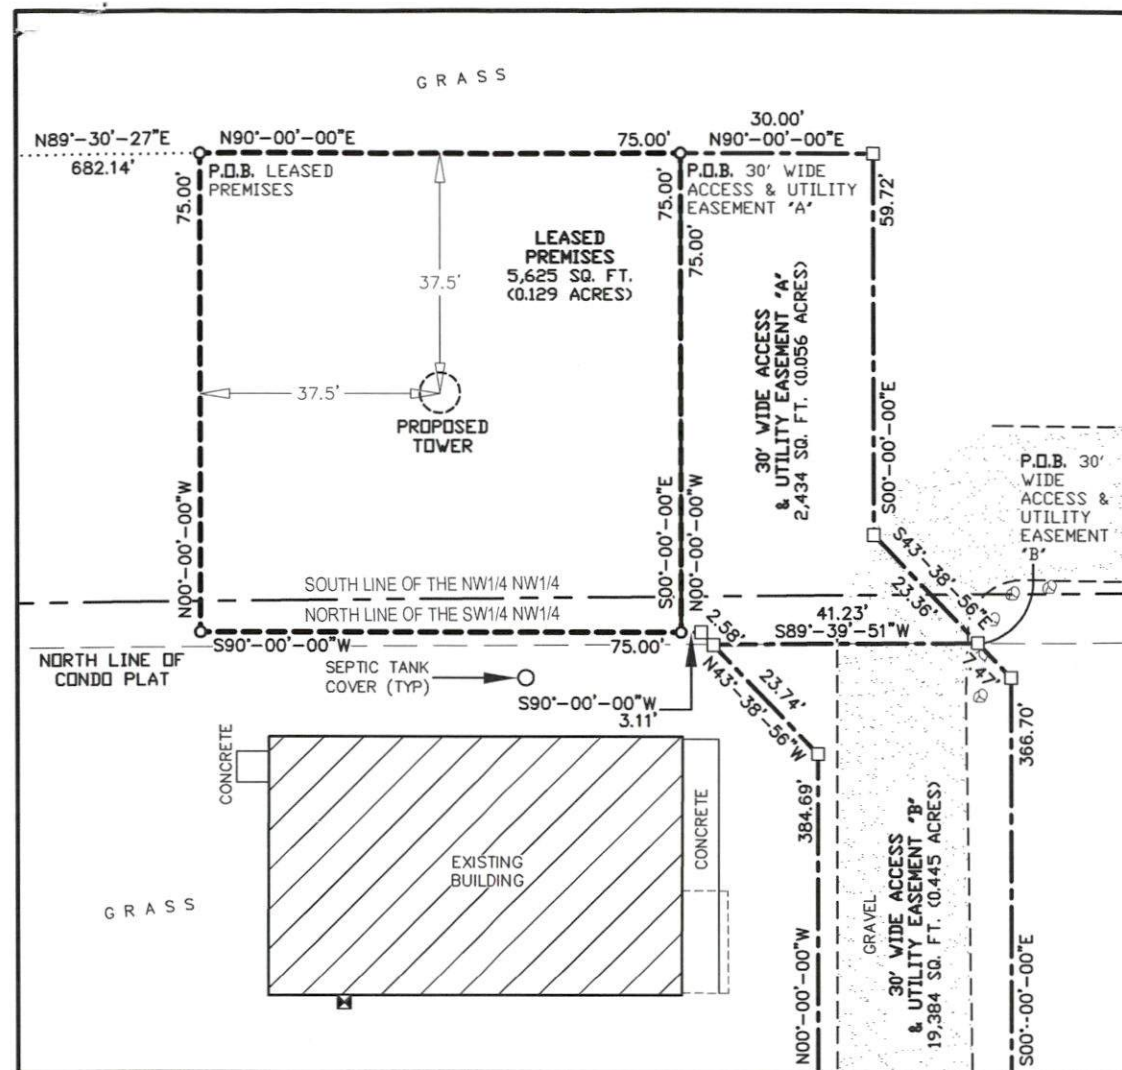 GRASS
N89°-30'-27"E
682.14'
N90°-00'-00"E
75.00'
30.00'
N90°-00'-00"E
P.O.B. LEASED
PREMISES
75.00'
75.00'
75.00'
P.O.B. 30' WIDE
ACCESS & UTILITY
EASEMENT "A"
59.72'
LEASED
PREMISES
5,625 SQ. FT.
(0.129 ACRES)
37.5'
37.5'
PROPOSED
TOWER
30' WIDE ACCESS
& UTILITY EASEMENT "A"
2,434 SQ. FT. (0.056 ACRES)
S00°-00'-00"E
P.O.B. 30'
WIDE
ACCESS &
UTILITY
EASEMENT
"B"
N00°-00'-00"W
S00°-00'-00"E
N00°-00'-00"W
S43°-38'-56"E
23.36'
SOUTH LINE OF THE NW1/4 NW1/4
NORTH LINE OF THE SW1/4 NW1/4
S90°-00'-00"W
75.00'
2.58'
41.23'
S89°-39'-51"W
7.47'
NORTH LINE OF
CONDO PLAT
SEPTIC TANK
COVER (TYP)
S90°-00'-00"W
3.11'
23.74'
N43°-38'-56"W
366.70'
384.69'
CONCRETE
CONCRETE
EXISTING
BUILDING
GRASS
GRAVEL
30' WIDE ACCESS
& UTILITY EASEMENT "B"
19,384 SQ. FT. (0.445 ACRES)
N00°-00'-00"W
S00°-00'-00"E